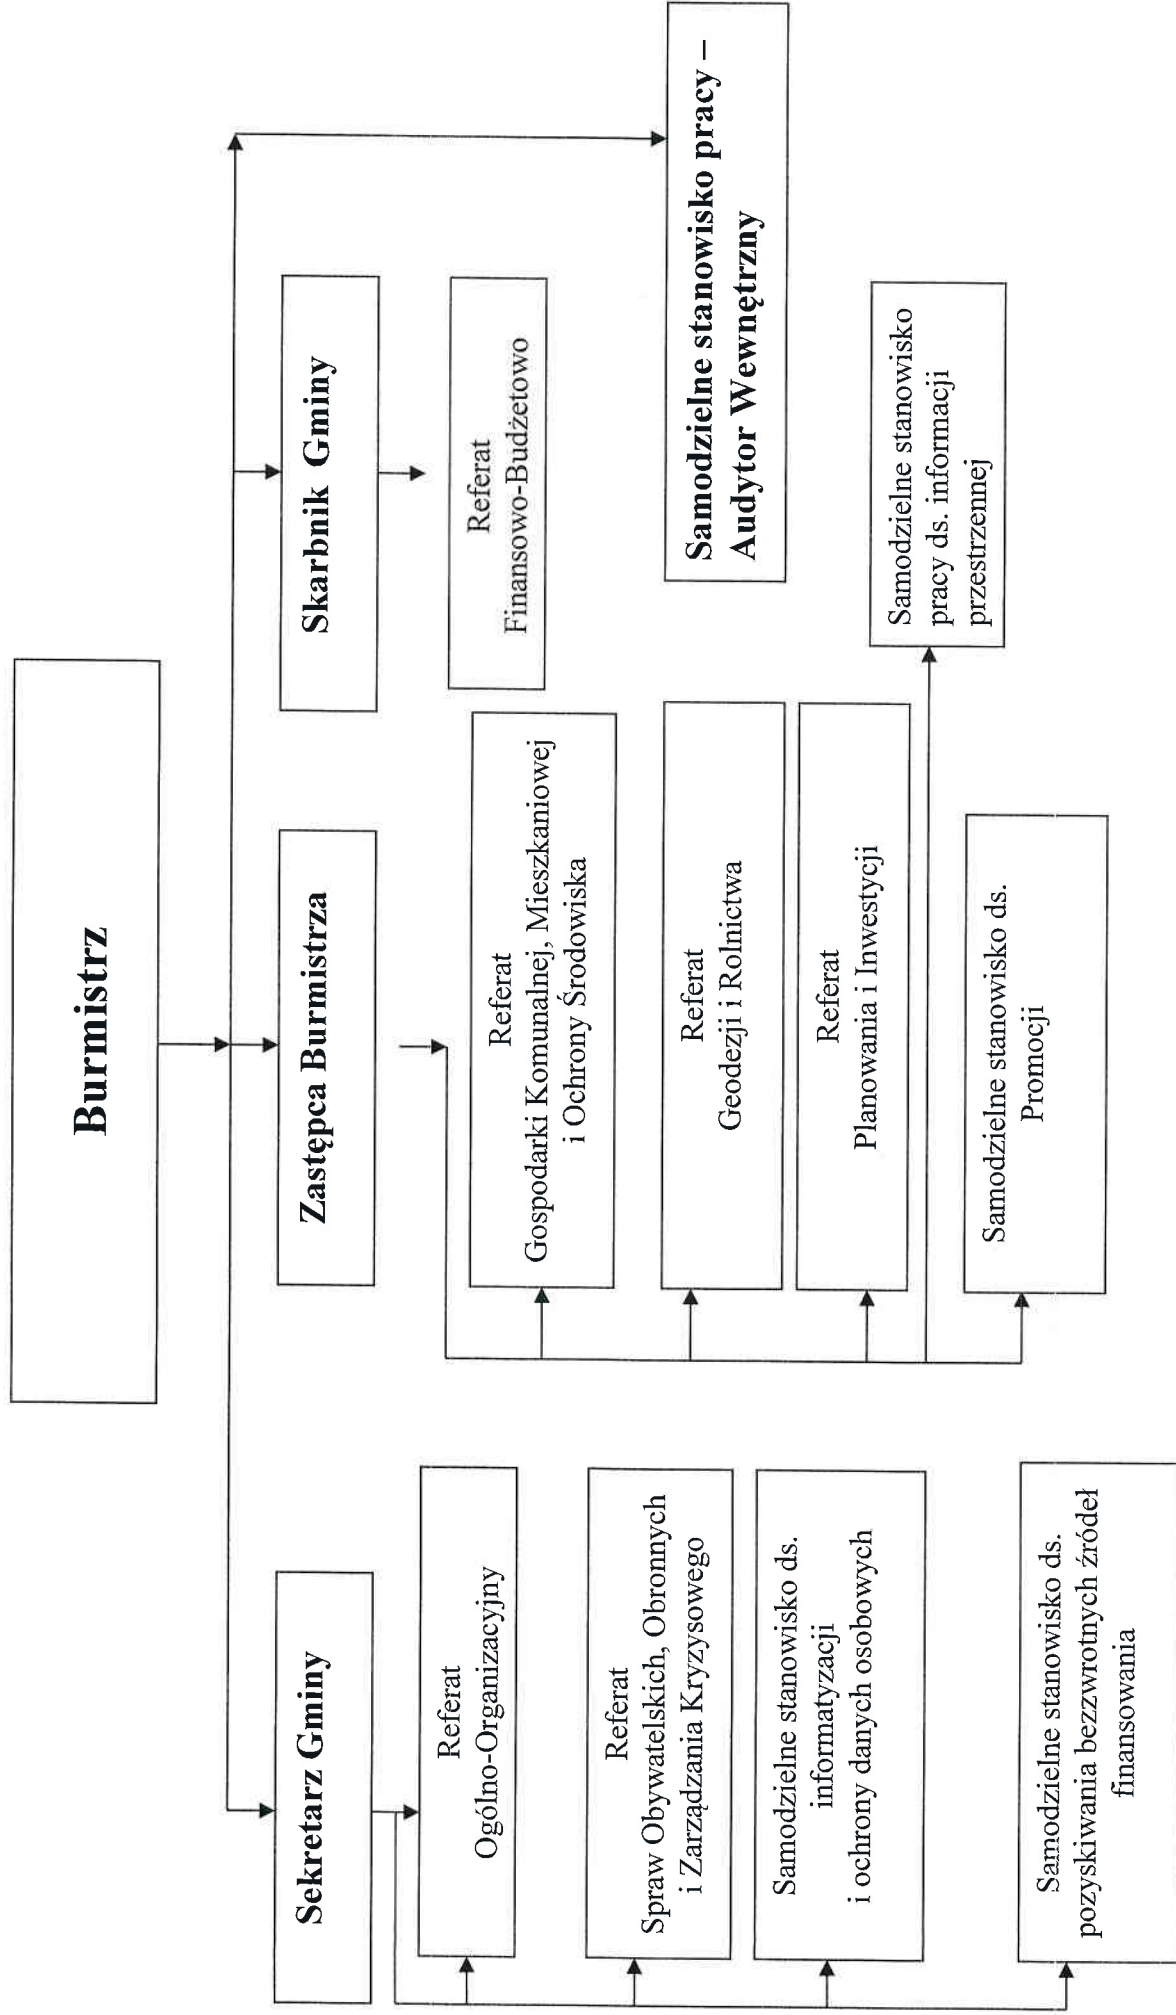 Burmistrz
Sekretarz Gminy
Zastępca Burmistrza
Skarbnik Gminy
Referat
Ogólno-Organizacyjny
Referat
Spraw Obywatelskich, Obronnych
i Zarządzania Kryzysowego
Samodzielne stanowisko ds.
informatyzacji
i ochrony danych osobowych
Samodzielne stanowisko ds.
pozyskiwania bezzwrotnych źródeł
finansowania
Referat
Gospodarki Komunalnej, Mieszkaniowej
i Ochrony Środowiska
Referat
Geodezji i Rolnictwa
Referat
Planowania i Inwestycji
Samodzielne stanowisko ds.
Promocji
Referat
Finansowo-Budżetowo
Samodzielne stanowisko pracy –
Audytor Wewnętrzny
Samodzielne stanowisko
pracy ds. informacji
przestrzennej